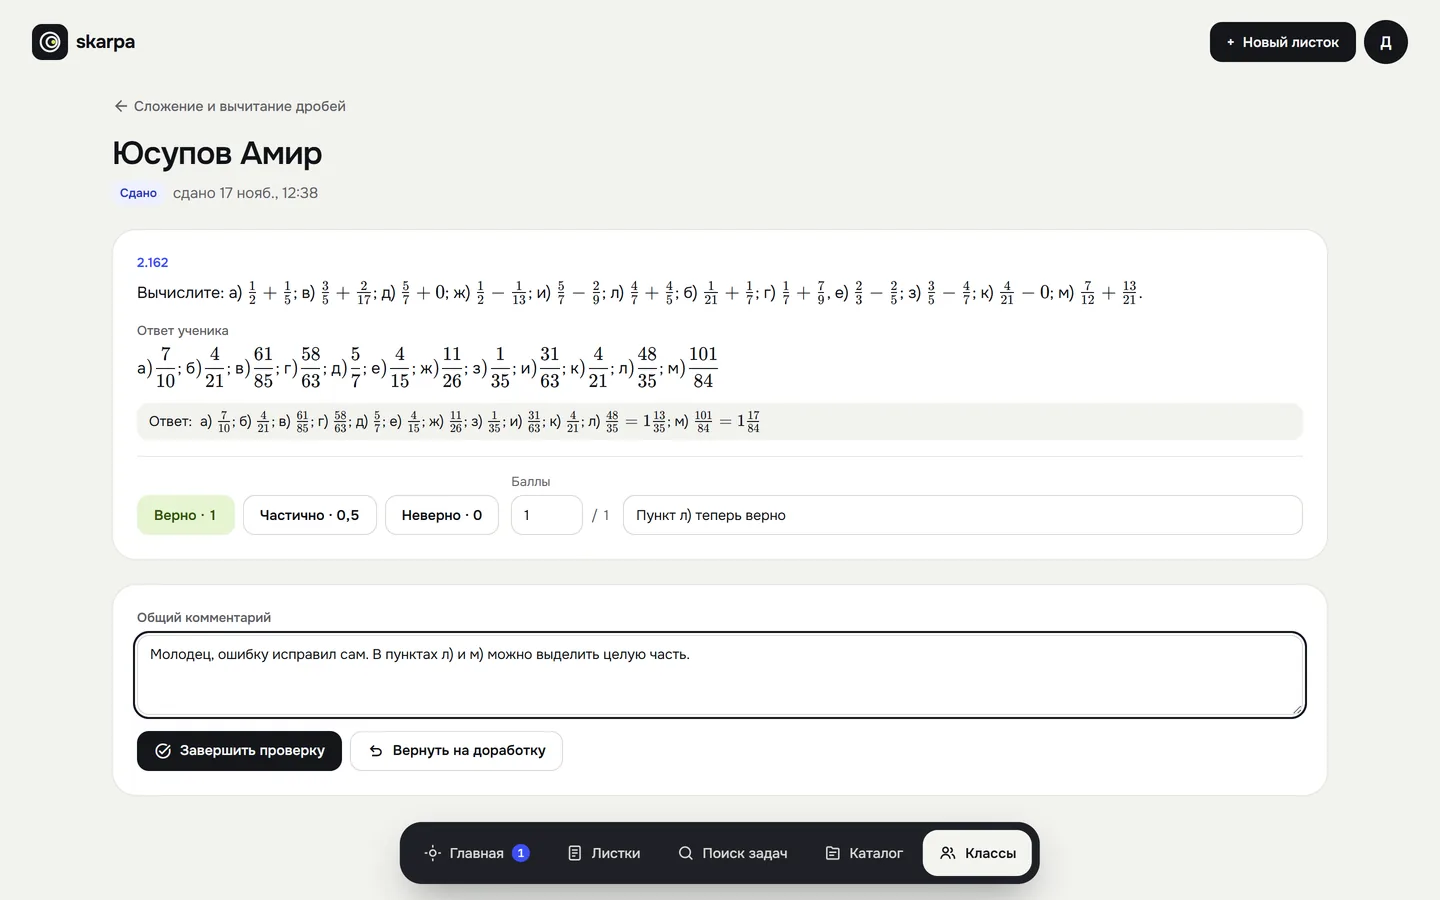 skarpa
+ Новый листок
Д
← Сложение и вычитание дробей
Юсупов Амир
Сдано сдано 17 нояб., 12:38
2.162
Вычислите: а) 1/2 + 1/5; в) 3/5 + 2/17; д) 5/7 + 0; ж) 1/2 − 1/13; и) 5/7 − 2/9; л) 4/7 + 4/5; б) 1/21 + 1/7; г) 1/7 + 7/9, е) 2/3 − 2/5; з) 3/5 − 4/7; к) 4/21 − 0; м) 7/12 + 13/21.
Ответ ученика
а) 7/10; б) 4/21; в) 61/85; г) 58/63; д) 5/7; е) 4/15; ж) 11/26; з) 1/35; и) 31/63; к) 4/21; л) 48/35; м) 101/84
Ответ: а) 7/10; б) 4/21; в) 61/85; г) 58/63; д) 5/7; е) 4/15; ж) 11/26; з) 1/35; и) 31/63; к) 4/21; л) 48/35 = 1 13/35; м) 101/84 = 1 17/84
Баллы
Верно · 1 Частично · 0,5 Неверно · 0 1 / 1 Пункт л) теперь верно
Общий комментарий
Молодец, ошибку исправил сам. В пунктах л) и м) можно выделить целую часть.
Завершить проверку Вернуть на доработку
Главная 1 Листки Поиск задач Каталог Классы